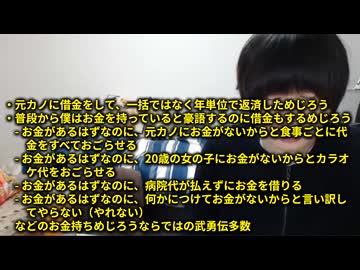 ・元カノに借金をして、一括ではなく年単位で返済しためじろう
・普段から僕はお金を持っていると豪語するのに借金もするめじろう
- お金があるはずなのに、元カノにお金がないからと食事ごとに代
金をすべておごらせる
- お金があるはずなのに、20歳の女の子にお金がないからとカラオ
ケ代をおごらせる
- お金があるはずなのに、病院代が払えずにお金を借りる
- お金があるはずなのに、何かにつけてお金がないからと言い訳し
てやらない（やれない）
などのお金持ちめじろうならではの武勇伝多数